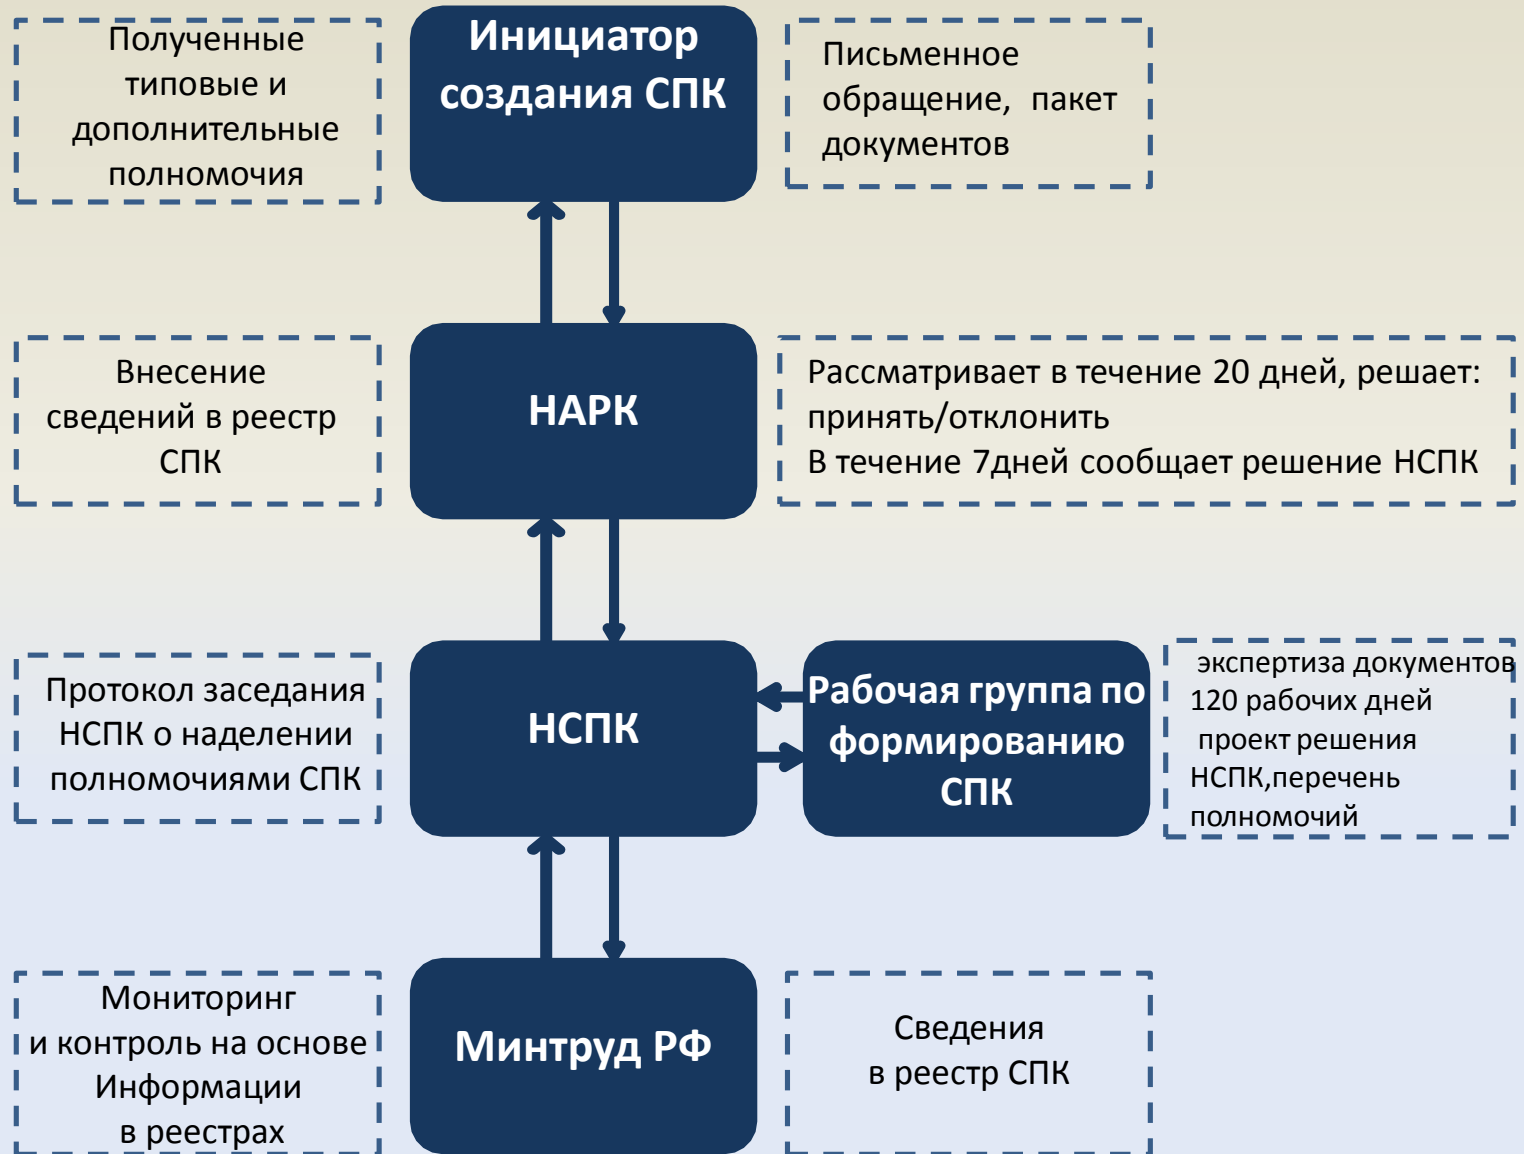 Полученные
типовые и
дополнительные
полномочия
Инициатор
создания СПК
Письменное
обращение, пакет
документов
Внесение
сведений в реестр
СПК
НАРК
Рассматривает в течение 20 дней, решает:
принять/отклонить
В течение 7дней сообщает решение НСПК
Протокол заседания
НСПК о наделении
полномочиями СПК
НСПК
Рабочая группа по
формированию
СПК
экспертиза документов
120 рабочих дней
проект решения
НСПК,перечень
полномочий
Мониторинг
и контроль на основе
Информации
в реестрах
Минтруд РФ
Сведения
в реестр СПК